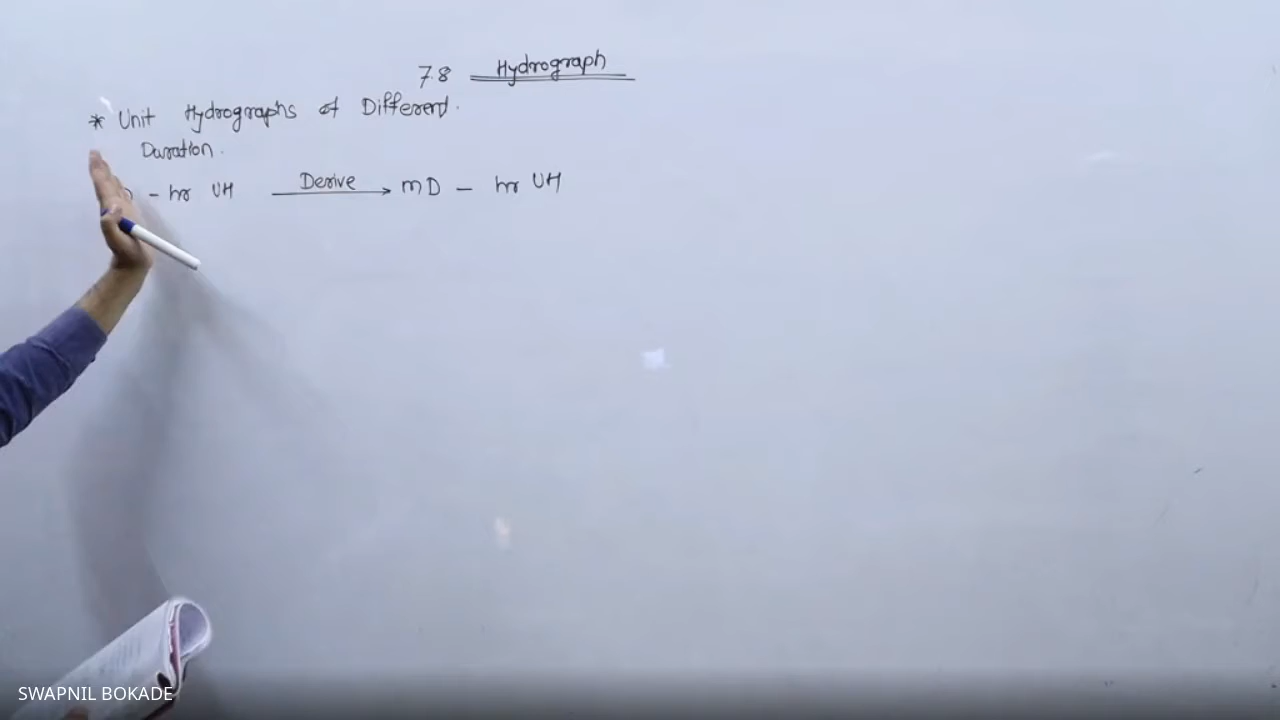 7.8 Hydrograph
* Unit Hydrographs of Different
Duration.
D - hr UH Derive mD - hr UH
SWAPNIL BOKADE